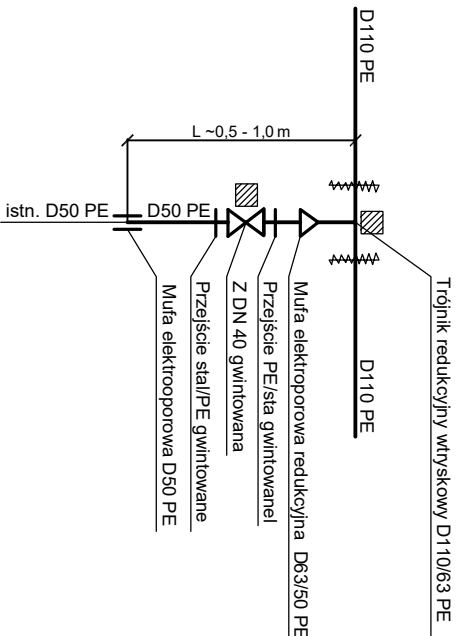 D110 PE
L ~0,5 - 1,0 m
istn. D50 PE
D50 PE
D110 PE
Trójnik redukcyjny wtryskowy D110/63 PE
Mufa elektroporowa redukcyjna D63/50 PE
Przejście PE/sta gwintowanel
Z DN 40 gwintowana
Przejście stal/PE gwintowane
Mufa elektrooporowa D50 PE